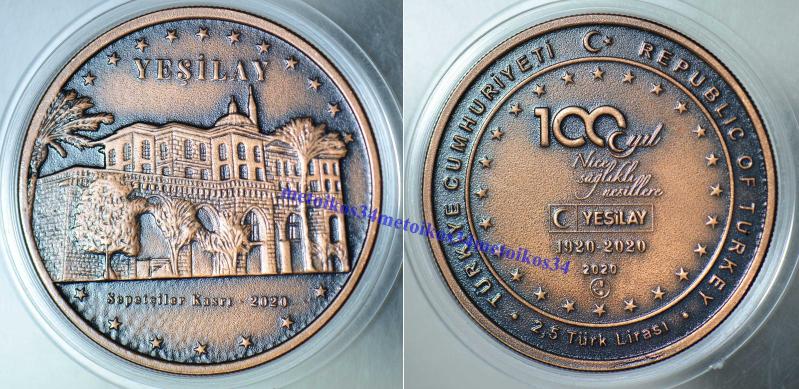 YEŞİLAY
Sepetçiler Kasrı - 2020
metoikos34metoikos34metoikos34
TÜRKİYE CUMHURİYETİ
REPUBLIC OF TURKEY
100.yıl
Nice
sağlıklı
nesillere
YEŞİLAY
1920-2020
2020
2,5 Türk Lirası